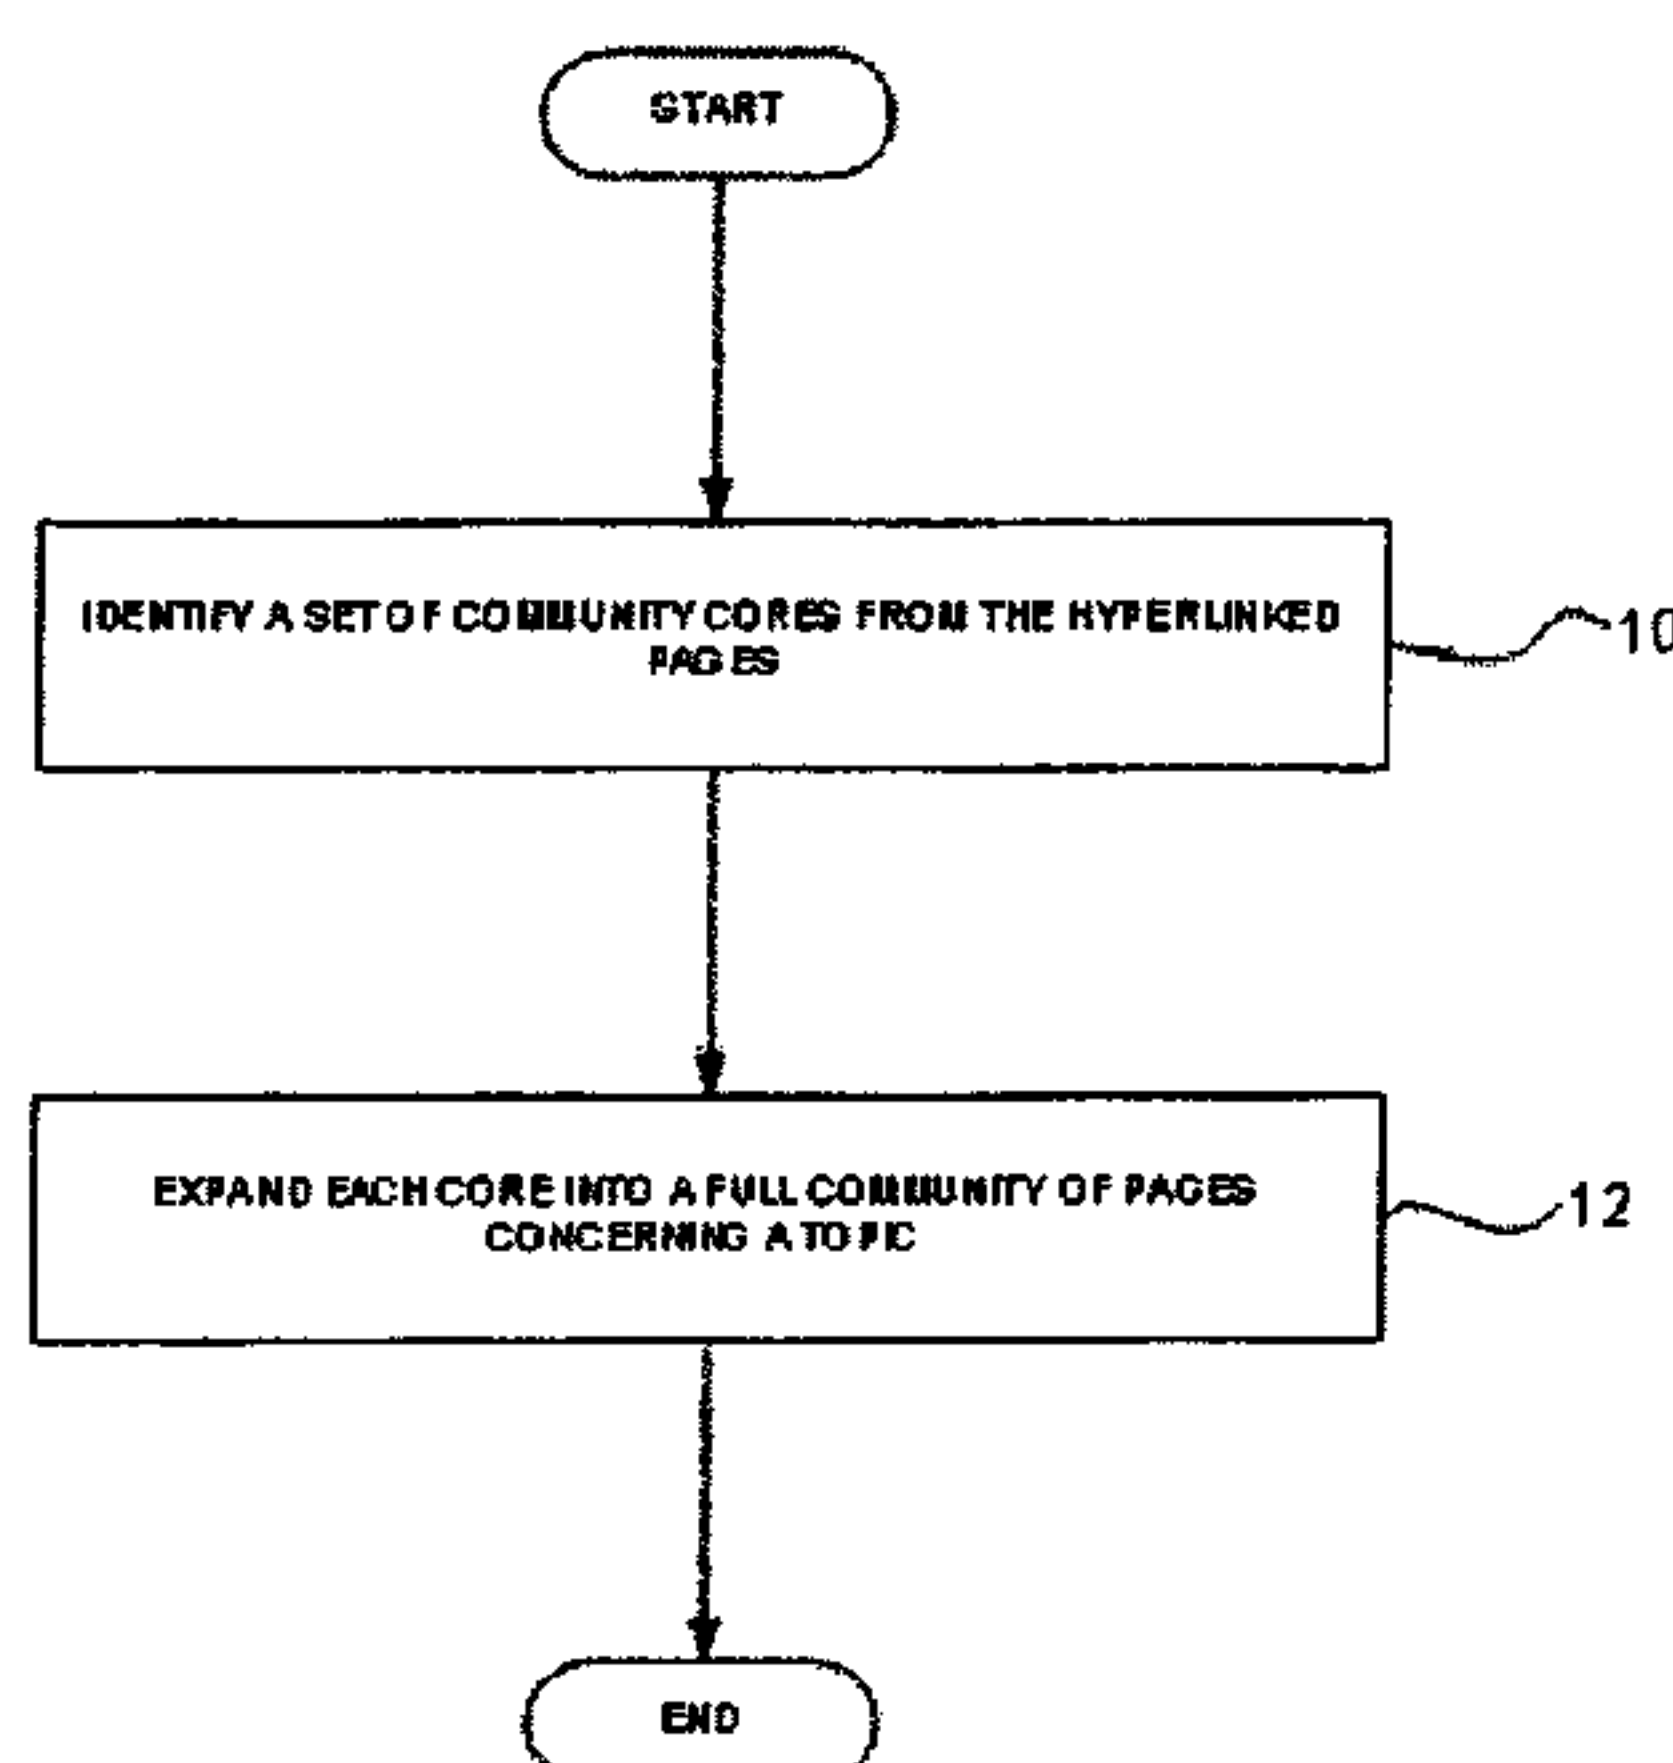 START
IDENTIFY A SET OF COMMUNITY CORES FROM THE HYPERLINKED
PAGES
10
EXPAND EACH CORE INTO A FULL COMMUNITY OF PAGES
CONCERNING A TOPIC
12
END